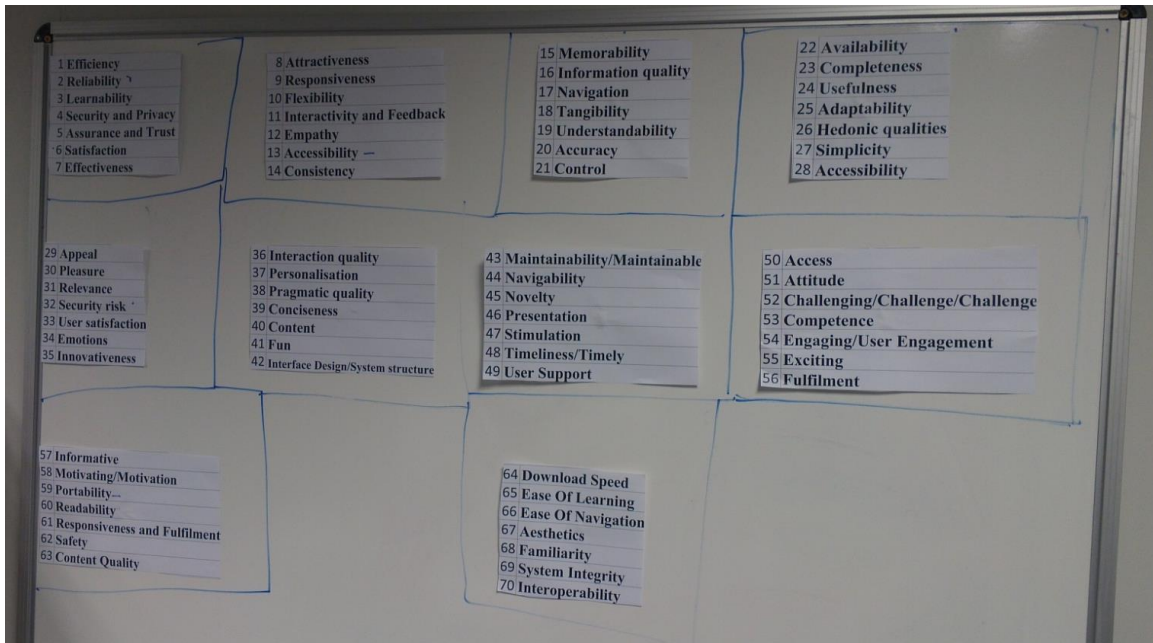 1 Efficiency
2 Reliability
3 Learnability
4 Security and Privacy
5 Assurance and Trust
6 Satisfaction
7 Effectiveness
8 Attractiveness
9 Responsiveness
10 Flexibility
11 Interactivity and Feedback
12 Empathy
13 Accessibility —
14 Consistency
15 Memorability
16 Information quality
17 Navigation
18 Tangibility
19 Understandability
20 Accuracy
21 Control
22 Availability
23 Completeness
24 Usefulness
25 Adaptability
26 Hedonic qualities
27 Simplicity
28 Accessibility
29 Appeal
30 Pleasure
31 Relevance
32 Security risk
33 User satisfaction
34 Emotions
35 Innovativeness
36 Interaction quality
37 Personalisation
38 Pragmatic quality
39 Conciseness
40 Content
41 Fun
42 Interface Design/System structure
43 Maintainability/Maintainable
44 Navigability
45 Novelty
46 Presentation
47 Stimulation
48 Timeliness/Timely
49 User Support
50 Access
51 Attitude
52 Challenging/Challenge/Challenge
53 Competence
54 Engaging/User Engagement
55 Exciting
56 Fulfilment
57 Informative
58 Motivating/Motivation
59 Portability
60 Readability
61 Responsiveness and Fulfilment
62 Safety
63 Content Quality
64 Download Speed
65 Ease Of Learning
66 Ease Of Navigation
67 Aesthetics
68 Familiarity
69 System Integrity
70 Interoperability